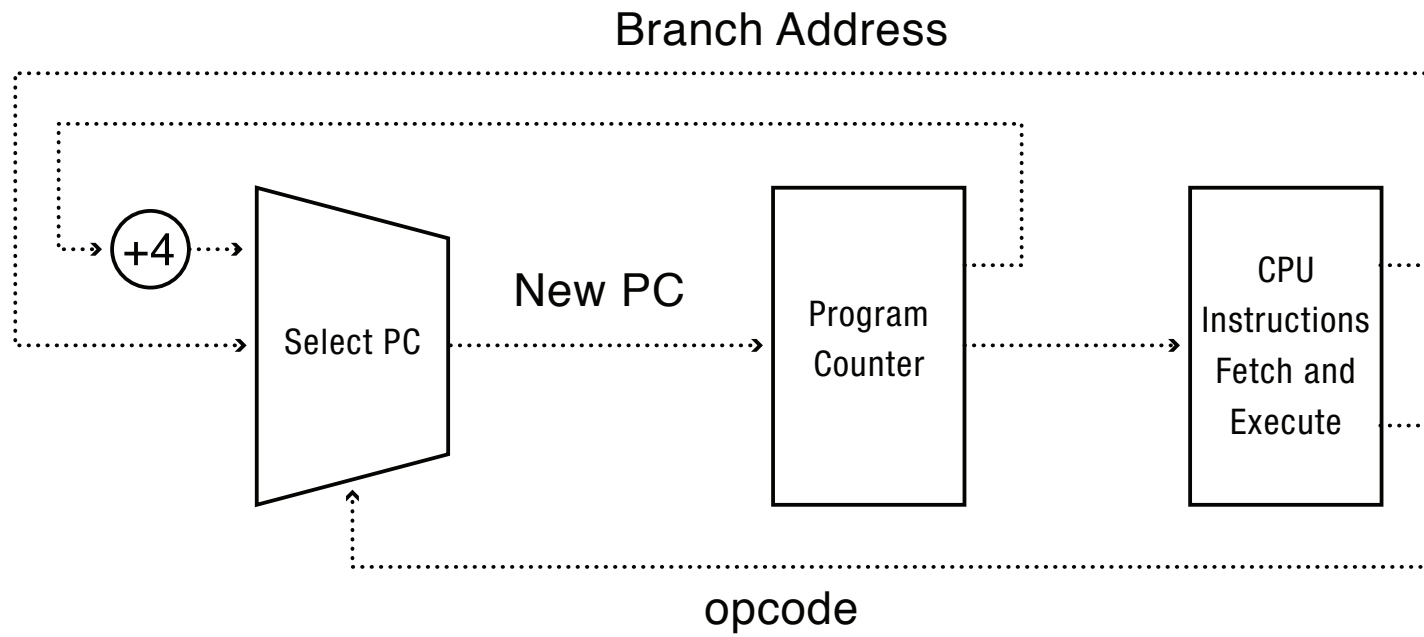 Branch Address
+4
Select PC
New PC
Program
Counter
CPU
Instructions
Fetch and
Execute
opcode